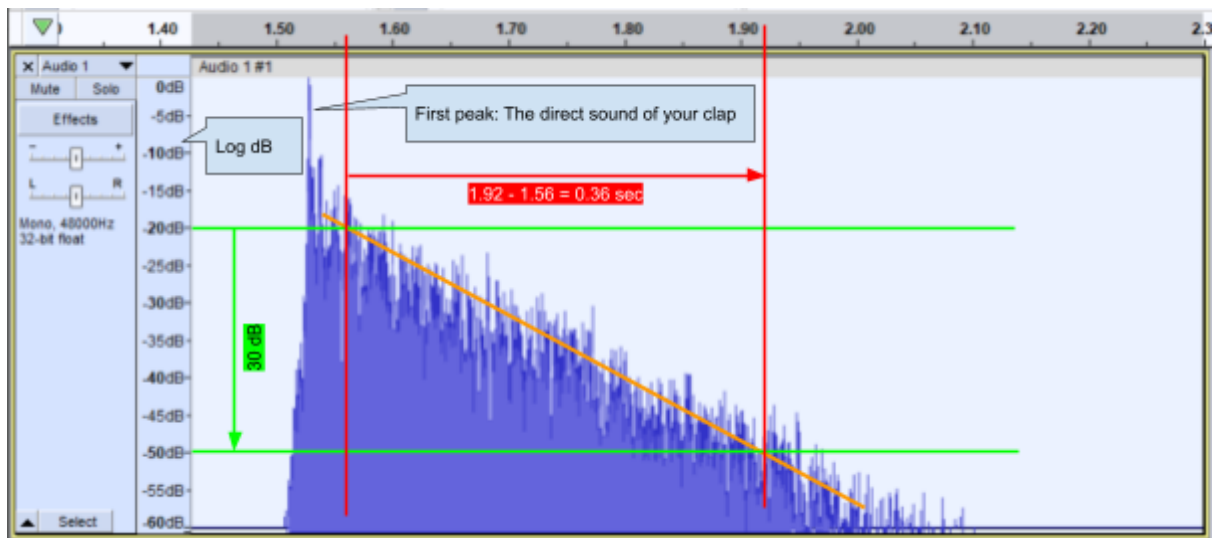 1.40 1.50 1.60 1.70 1.80 1.90 2.00 2.10 2.20
Audio 1
Audio 1 #1
Mute Solo
Effects
- +
L R
Mono, 48000Hz
32-bit float
Select
0dB
-5dB
-10dB
-15dB
-20dB
-25dB
-30dB
-35dB
-40dB
-45dB
-50dB
-55dB
-60dB
Log dB
First peak: The direct sound of your clap
1.92 - 1.56 = 0.36 sec
30 dB